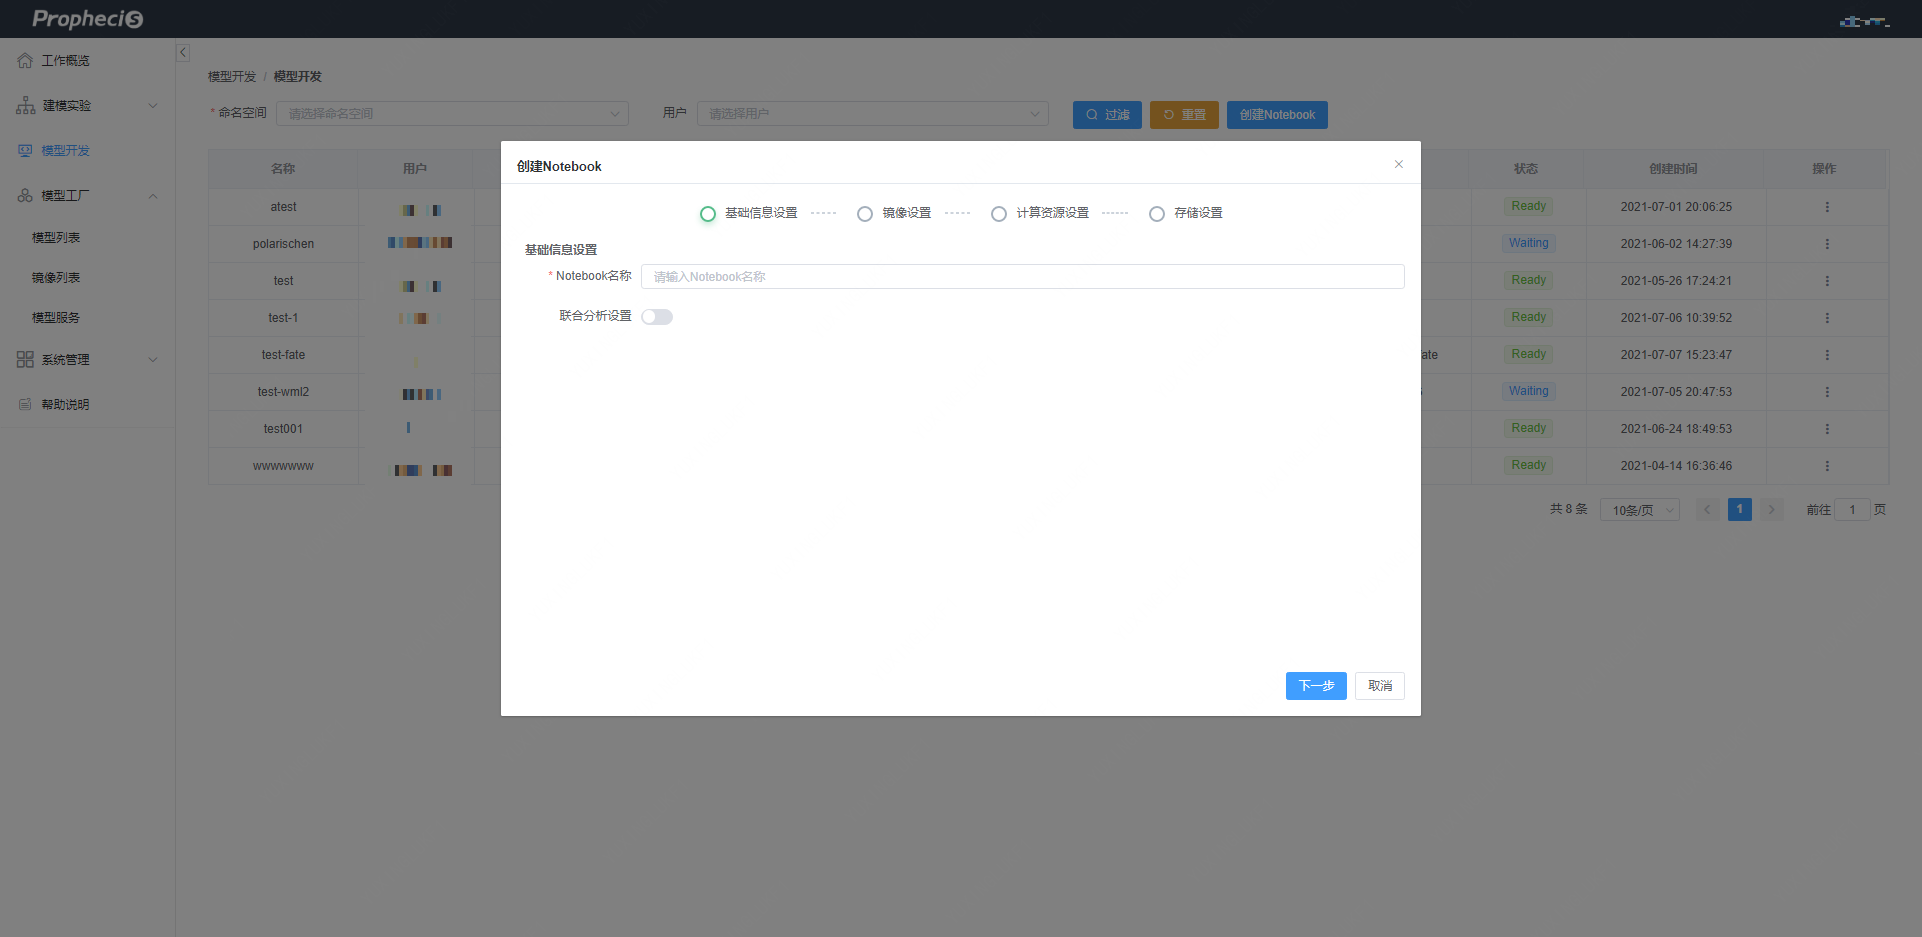 PropheciS
工作概览
建模实验
模型开发
模型工厂
模型列表
镜像列表
模型服务
系统管理
帮助说明
模型开发 / 模型开发
* 命名空间 请选择命名空间 用户 请选择用户 过滤 重置 创建Notebook
名称 用户 状态 创建时间 操作
atest Ready 2021-07-01 20:06:25
polarischen Waiting 2021-06-02 14:27:39
test Ready 2021-05-26 17:24:21
test-1 Ready 2021-07-06 10:39:52
test-fate ate Ready 2021-07-07 15:23:47
test-wml2 Waiting 2021-07-05 20:47:53
test001 Ready 2021-06-24 18:49:53
wwwwwww Ready 2021-04-14 16:36:46
共 8 条 10条/页 1 前往 1 页
创建Notebook
基础信息设置 镜像设置 计算资源设置 存储设置
基础信息设置
* Notebook名称 请输入Notebook名称
联合分析设置
下一步 取消